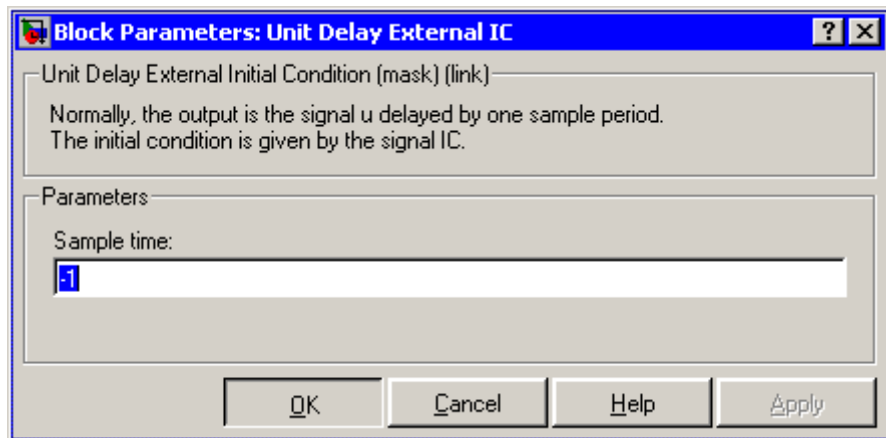 Block Parameters: Unit Delay External IC
Unit Delay External Initial Condition (mask) (link)
Normally, the output is the signal u delayed by one sample period.
The initial condition is given by the signal IC.
Parameters
Sample time:
-1
OK Cancel Help Apply